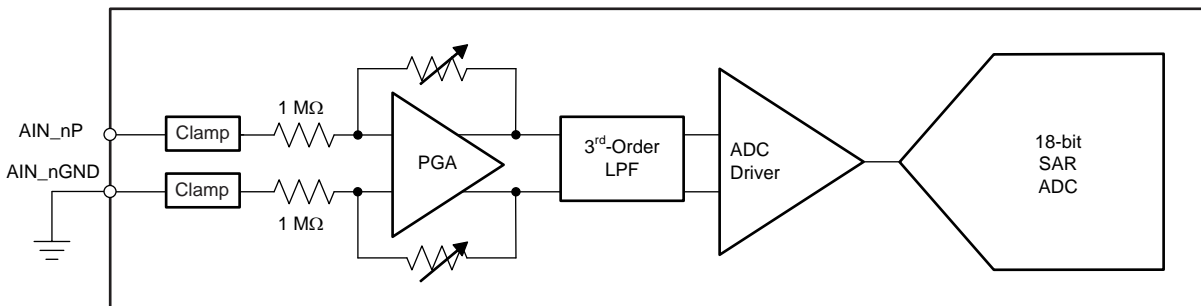 1 MΩ
AIN_nP
Clamp
PGA
3rd-Order
LPF
ADC
Driver
18-bit
SAR
ADC
AIN_nGND
Clamp
1 MΩ